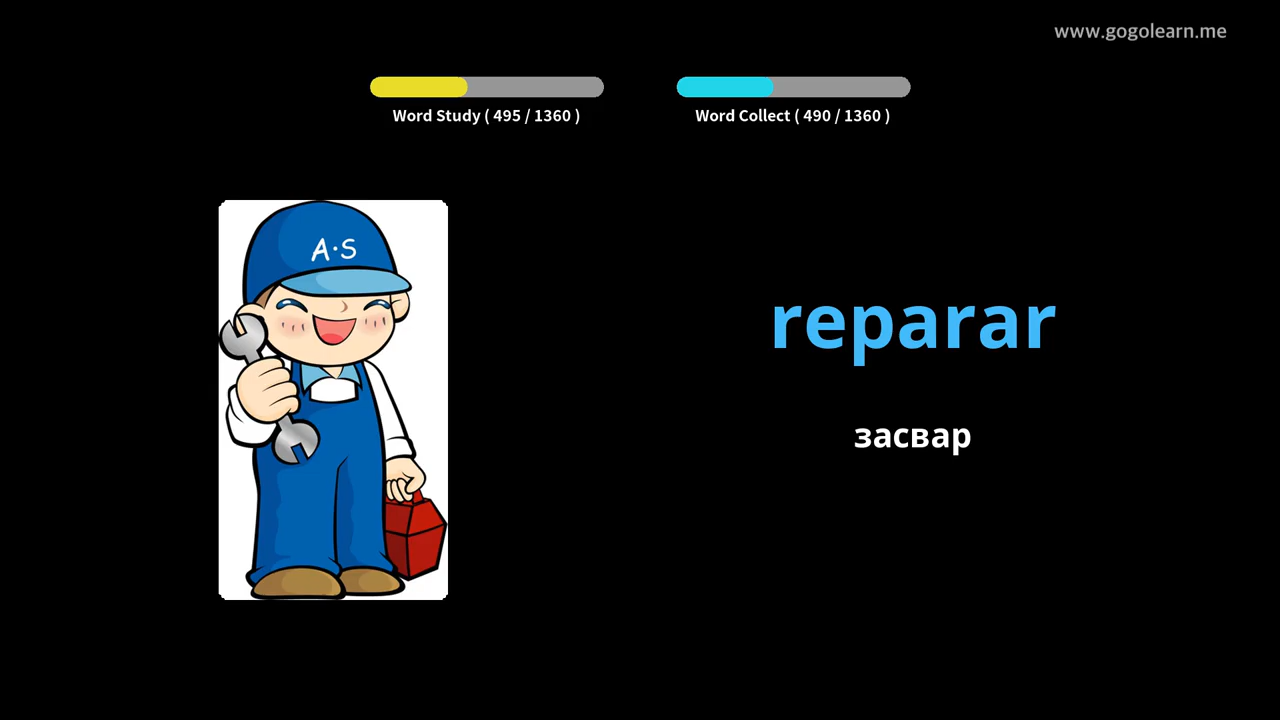 www.gogolearn.me
Word Study ( 495 / 1360 )
Word Collect ( 490 / 1360 )
A·S
reparar
засвар